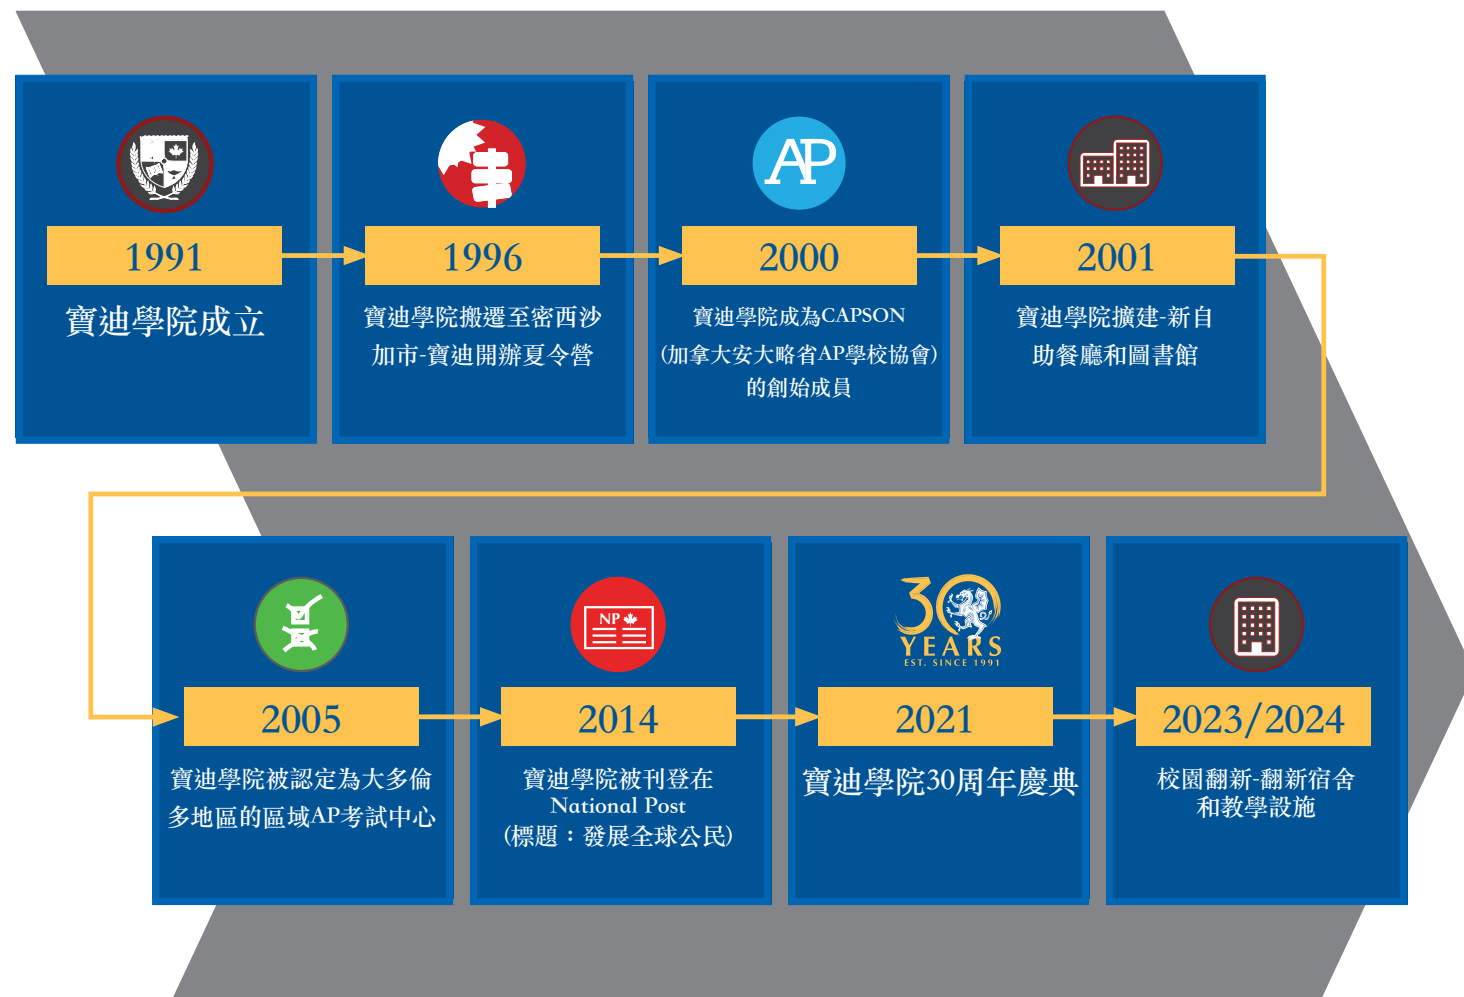 1991
寶迪學院成立
1996
寶迪學院搬遷至密西沙
加市-寶迪開辦夏令營
AP
2000
寶迪學院成為CAPSON
(加拿大安大略省AP學校協會)
的創始成員
2001
寶迪學院擴建-新自
助餐廳和圖書館
2005
寶迪學院被認定為大多倫
多地區的區域AP考試中心
NP
2014
寶迪學院被刊登在
National Post
(標題：發展全球公民)
30
YEARS
EST. SINCE 1991
2021
寶迪學院30周年慶典
2023/2024
校園翻新-翻新宿舍
和教學設施